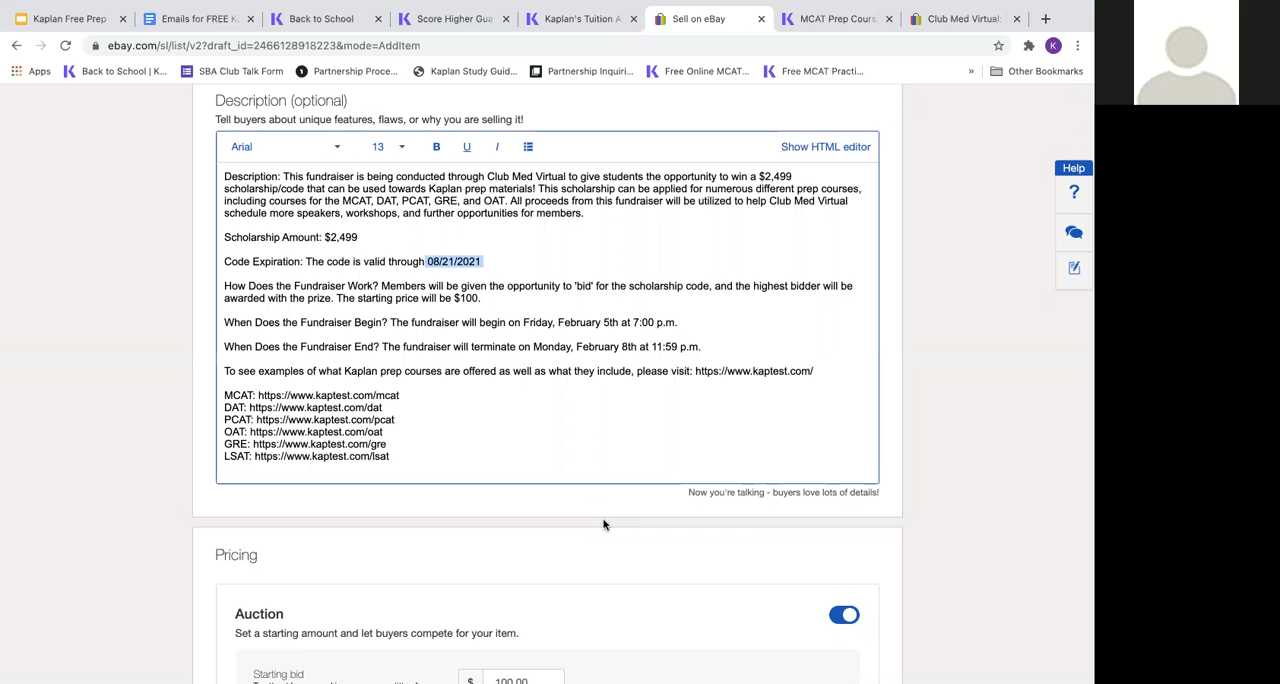 Kaplan Free Prep
Emails for FREE K
Back to School
Score Higher Gua
Kaplan's Tuition A
Sell on eBay
MCAT Prep Cours
Club Med Virtual:
ebay.com/sl/list/v2?draft_id=2466128918223&mode=AddItem
K
Apps
Back to School | K...
SBA Club Talk Form
Partnership Proce...
Kaplan Study Guid...
Partnership Inquiri...
Free Online MCAT...
Free MCAT Practi...
»
Other Bookmarks
Description (optional)
Tell buyers about unique features, flaws, or why you are selling it!
Arial 13 B U I Show HTML editor
Description: This fundraiser is being conducted through Club Med Virtual to give students the opportunity to win a $2,499
scholarship/code that can be used towards Kaplan prep materials! This scholarship can be applied for numerous different prep courses,
including courses for the MCAT, DAT, PCAT, GRE, and OAT. All proceeds from this fundraiser will be utilized to help Club Med Virtual
schedule more speakers, workshops, and further opportunities for members.
Scholarship Amount: $2,499
Code Expiration: The code is valid through 08/21/2021
How Does the Fundraiser Work? Members will be given the opportunity to 'bid' for the scholarship code, and the highest bidder will be
awarded with the prize. The starting price will be $100.
When Does the Fundraiser Begin? The fundraiser will begin on Friday, February 5th at 7:00 p.m.
When Does the Fundraiser End? The fundraiser will terminate on Monday, February 8th at 11:59 p.m.
To see examples of what Kaplan prep courses are offered as well as what they include, please visit: https://www.kaptest.com/
MCAT: https://www.kaptest.com/mcat
DAT: https://www.kaptest.com/dat
PCAT: https://www.kaptest.com/pcat
OAT: https://www.kaptest.com/oat
GRE: https://www.kaptest.com/gre
LSAT: https://www.kaptest.com/lsat
Now you're talking - buyers love lots of details!
Help
?
Pricing
Auction
Set a starting amount and let buyers compete for your item.
Starting bid
$ 100.00